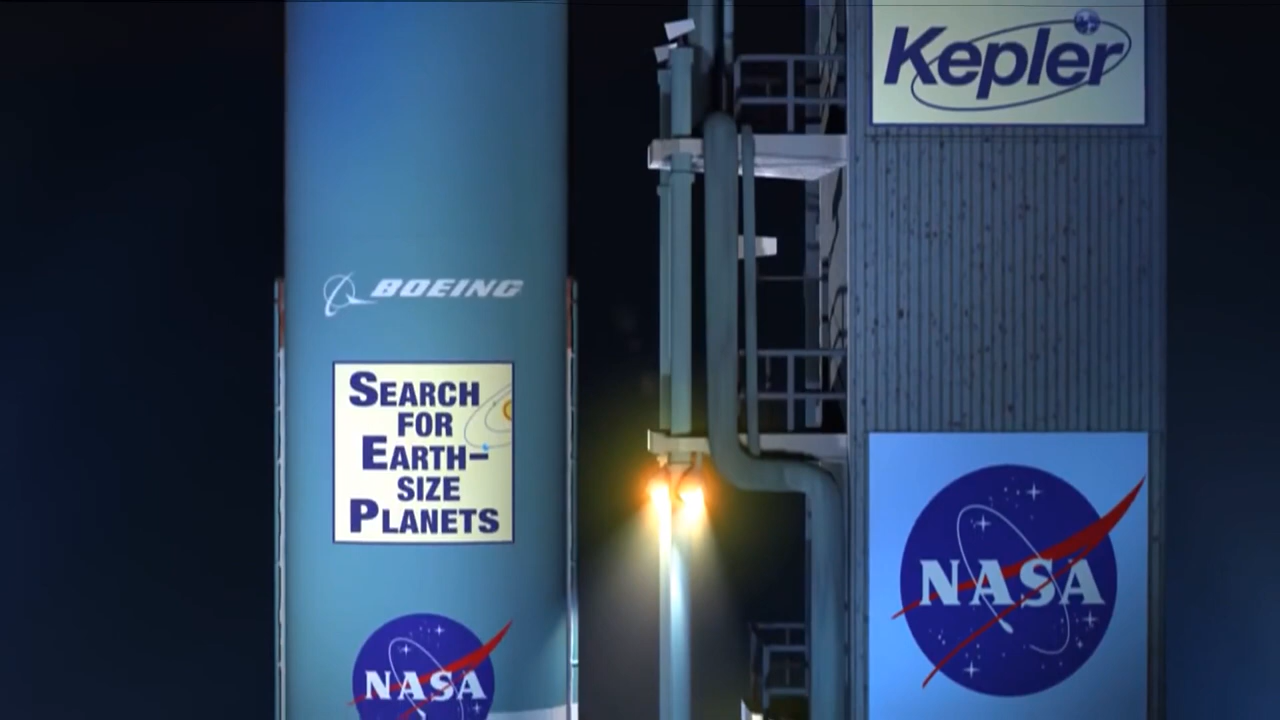 Kepler
BOEING
SEARCH
FOR
EARTH–
SIZE
PLANETS
NASA
NASA